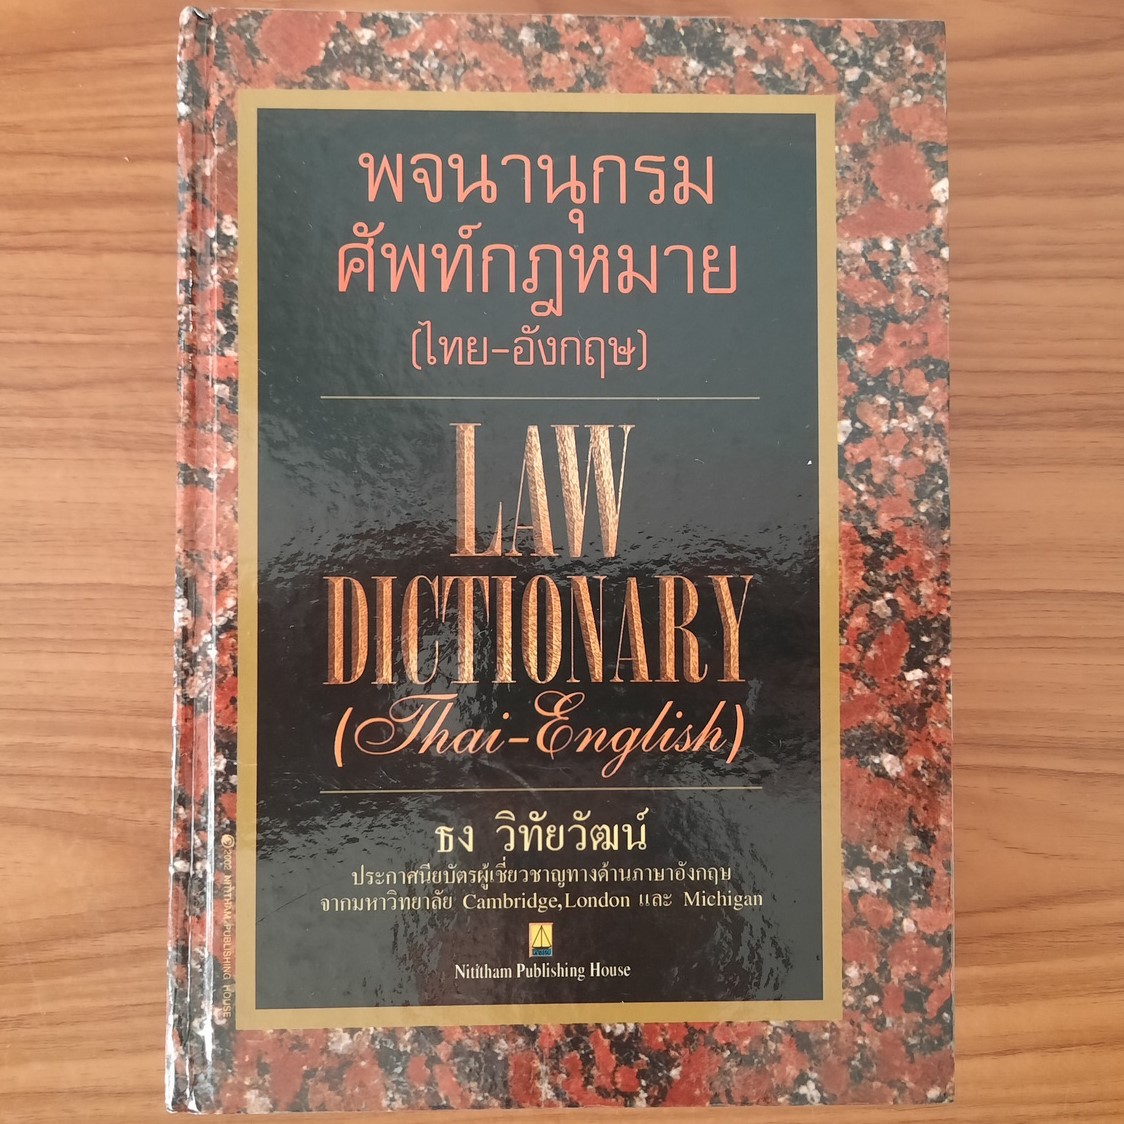 พจนานุกรม
ศัพท์กฎหมาย
(ไทย-อังกฤษ)
LAW
DICTIONARY
(Thai-English)
ธง วิทัยวัฒน์
ประกาศนียบัตรผู้เชี่ยวชาญทางด้านภาษาอังกฤษ
จากมหาวิทยาลัย Cambridge,London และ Michigan
Nititham Publishing House
©2002 NITITHAM PUBLISHING HOUSE